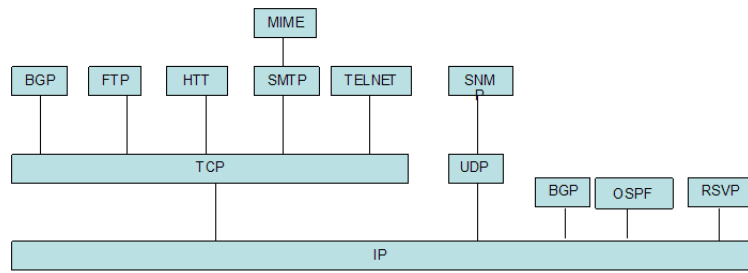 MIME
BGP
FTP
HTT
SMTP
TELNET
SNM
P
TCP
UDP
BGP
OSPF
RSVP
IP